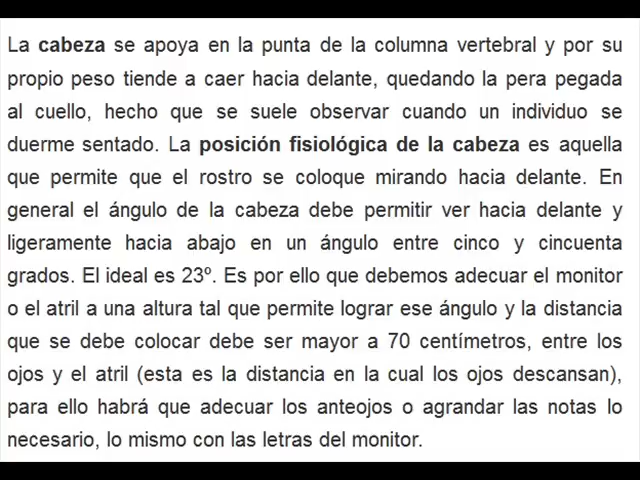 La cabeza se apoya en la punta de la columna vertebral y por su
propio peso tiende a caer hacia delante, quedando la pera pegada
al cuello, hecho que se suele observar cuando un individuo se
duerme sentado. La posición fisiológica de la cabeza es aquella
que permite que el rostro se coloque mirando hacia delante. En
general el ángulo de la cabeza debe permitir ver hacia delante y
ligeramente hacia abajo en un ángulo entre cinco y cincuenta
grados. El ideal es 23º. Es por ello que debemos adecuar el monitor
o el atril a una altura tal que permite lograr ese ángulo y la distancia
que se debe colocar debe ser mayor a 70 centímetros, entre los
ojos y el atril (esta es la distancia en la cual los ojos descansan),
para ello habrá que adecuar los anteojos o agrandar las notas lo
necesario, lo mismo con las letras del monitor.